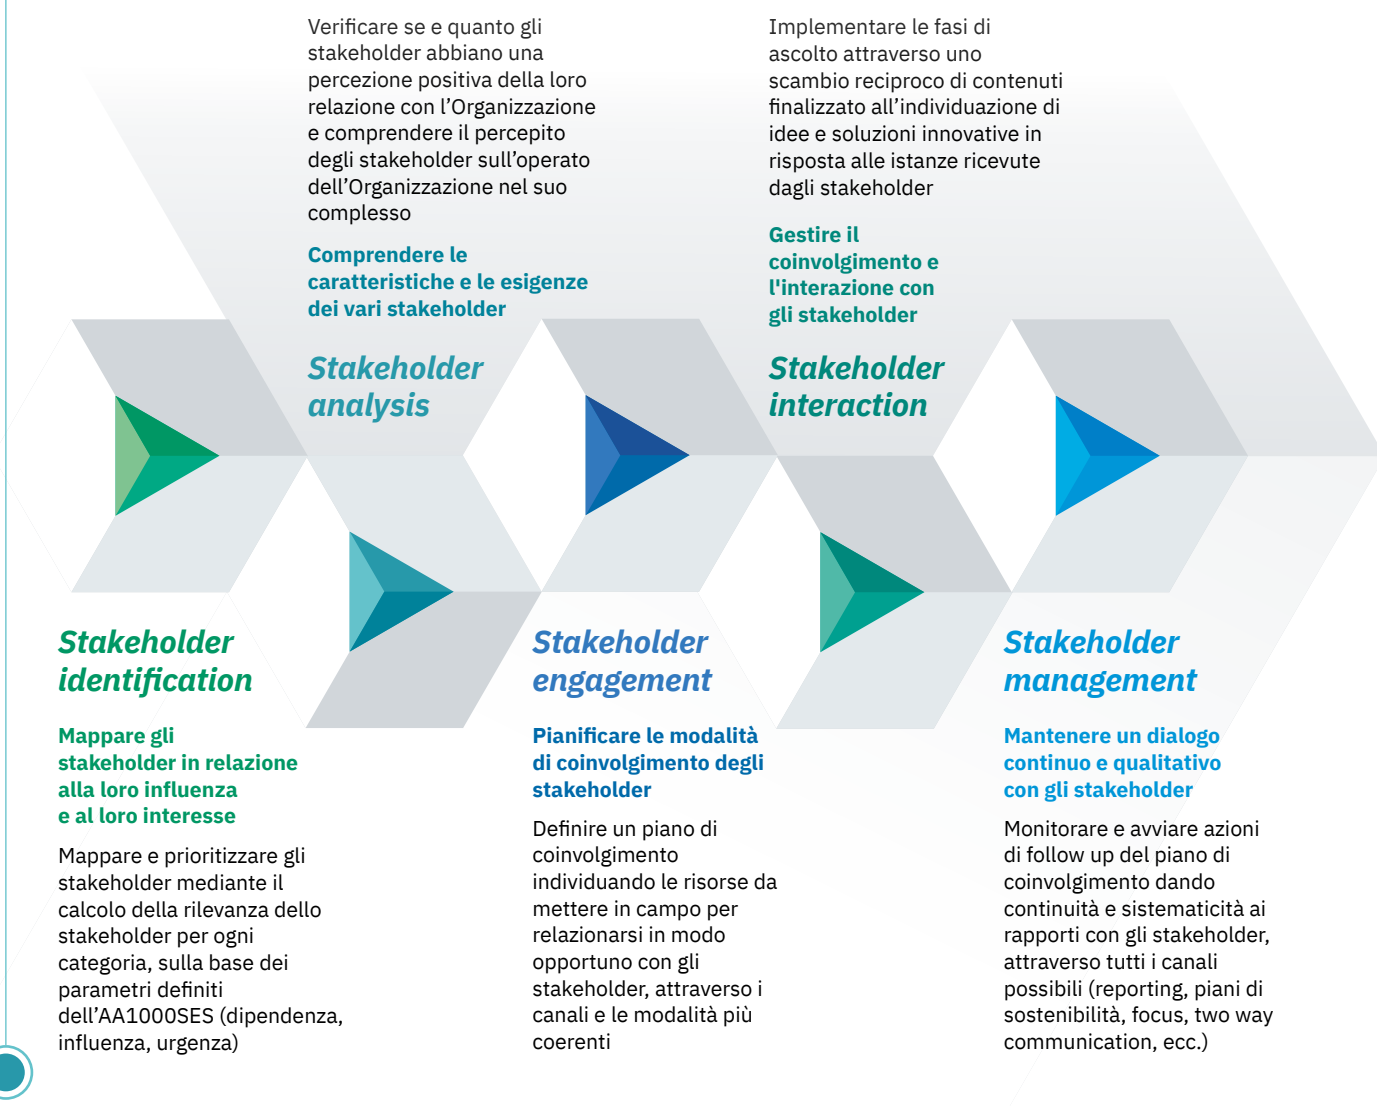 Verificare se e quanto gli
stakeholder abbiano una
percezione positiva della loro
relazione con l’Organizzazione
e comprendere il percepito
degli stakeholder sull’operato
dell’Organizzazione nel suo
complesso
Comprendere le
caratteristiche e le esigenze
dei vari stakeholder
Stakeholder
analysis
Implementare le fasi di
ascolto attraverso uno
scambio reciproco di contenuti
finalizzato all’individuazione di
idee e soluzioni innovative in
risposta alle istanze ricevute
dagli stakeholder
Gestire il
coinvolgimento e
l'interazione con
gli stakeholder
Stakeholder
interaction
Stakeholder
identification
Mappare gli
stakeholder in relazione
alla loro influenza
e al loro interesse
Mappare e prioritizzare gli
stakeholder mediante il
calcolo della rilevanza dello
stakeholder per ogni
categoria, sulla base dei
parametri definiti
dell’AA1000SES (dipendenza,
influenza, urgenza)
Stakeholder
engagement
Pianificare le modalità
di coinvolgimento degli
stakeholder
Definire un piano di
coinvolgimento
individuando le risorse da
mettere in campo per
relazionarsi in modo
opportuno con gli
stakeholder, attraverso i
canali e le modalità più
coerenti
Stakeholder
management
Mantenere un dialogo
continuo e qualitativo
con gli stakeholder
Monitorare e avviare azioni
di follow up del piano di
coinvolgimento dando
continuità e sistematicità ai
rapporti con gli stakeholder,
attraverso tutti i canali
possibili (reporting, piani di
sostenibilità, focus, two way
communication, ecc.)